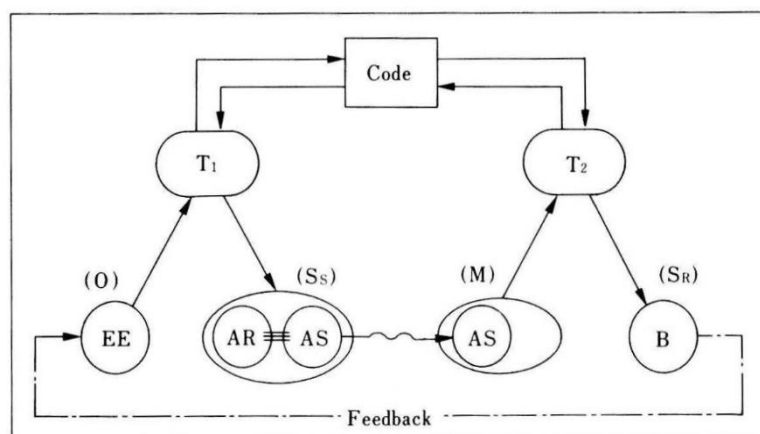 Code
T1
T2
(O)
(SS)
(M)
(SR)
EE
AR
AS
AS
B
Feedback